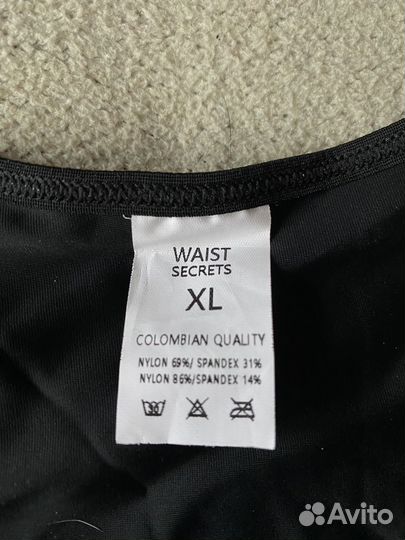 WAIST
SECRETS
XL
COLOMBIAN QUALITY
NYLON 69%/ SPANDEX 31%
NYLON 86%/SPANDEX 14%
30
Avito